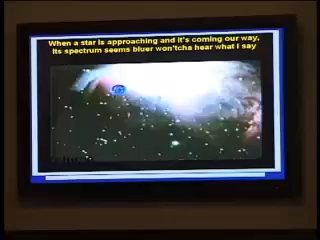 When a star is approaching and it's coming our way,
Its spectrum seems bluer won'tcha hear what I say